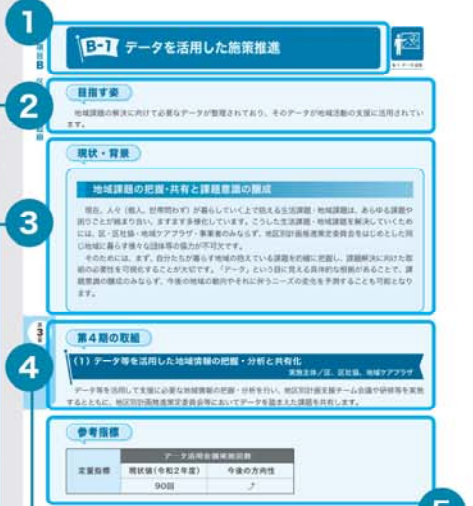 1
B-1 データを活用した施策推進
2
目指す姿
地域課題の解決に向けて必要なデータが整理されており、そのデータが地域活動の支援に活用されてい
ます。
現状・背景
3
地域課題の把握・共有と課題意識の醸成
現在、人々（個人、世帯問わず）が暮らしていく上で抱える生活課題・地域課題は、あらゆる課題や
困りごとが絡まり合い、ますます多様化しています。こうした生活課題・地域課題を解決していくため
には、区・区社協・地域ケアプラザ・事業者のみならず、地区別計画推進策定委員会をはじめとした同
じ地域に暮らす様々な団体等の協力が不可欠です。
そのためには、まず、自分たちが暮らす地域の抱えている課題を的確に把握し、課題解決に向けた取
組の必要性を可視化することが大切です。「データ」という目に見える具体的な根拠があることで、課
題意識の醸成のみならず、今後の地域の動向やそれに伴うニーズの変化を予測することも可能となり
ます。
第4期の取組
4
(1) データ等を活用した地域情報の把握・分析と共有化
実施主体／区、区社協、地域ケアプラザ
データ等を活用して支援に必要な地域情報の把握・分析を行い、地区別計画支援チーム会議や研修等を実施
するとともに、地区別計画推進策定委員会等においてデータを踏まえた課題を共有します。
参考指標
データ活用会議実施回数
定量指標 現状値(令和2年度) 今後の方向性
90回
5